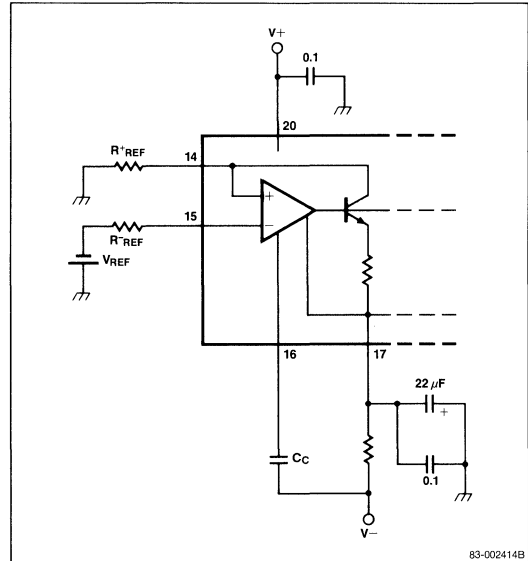 V+
0.1
20
R+REF
14
15
R-REF
VREF
+
−
16
17
22 μF
+
CC
0.1
V−
83-002414B